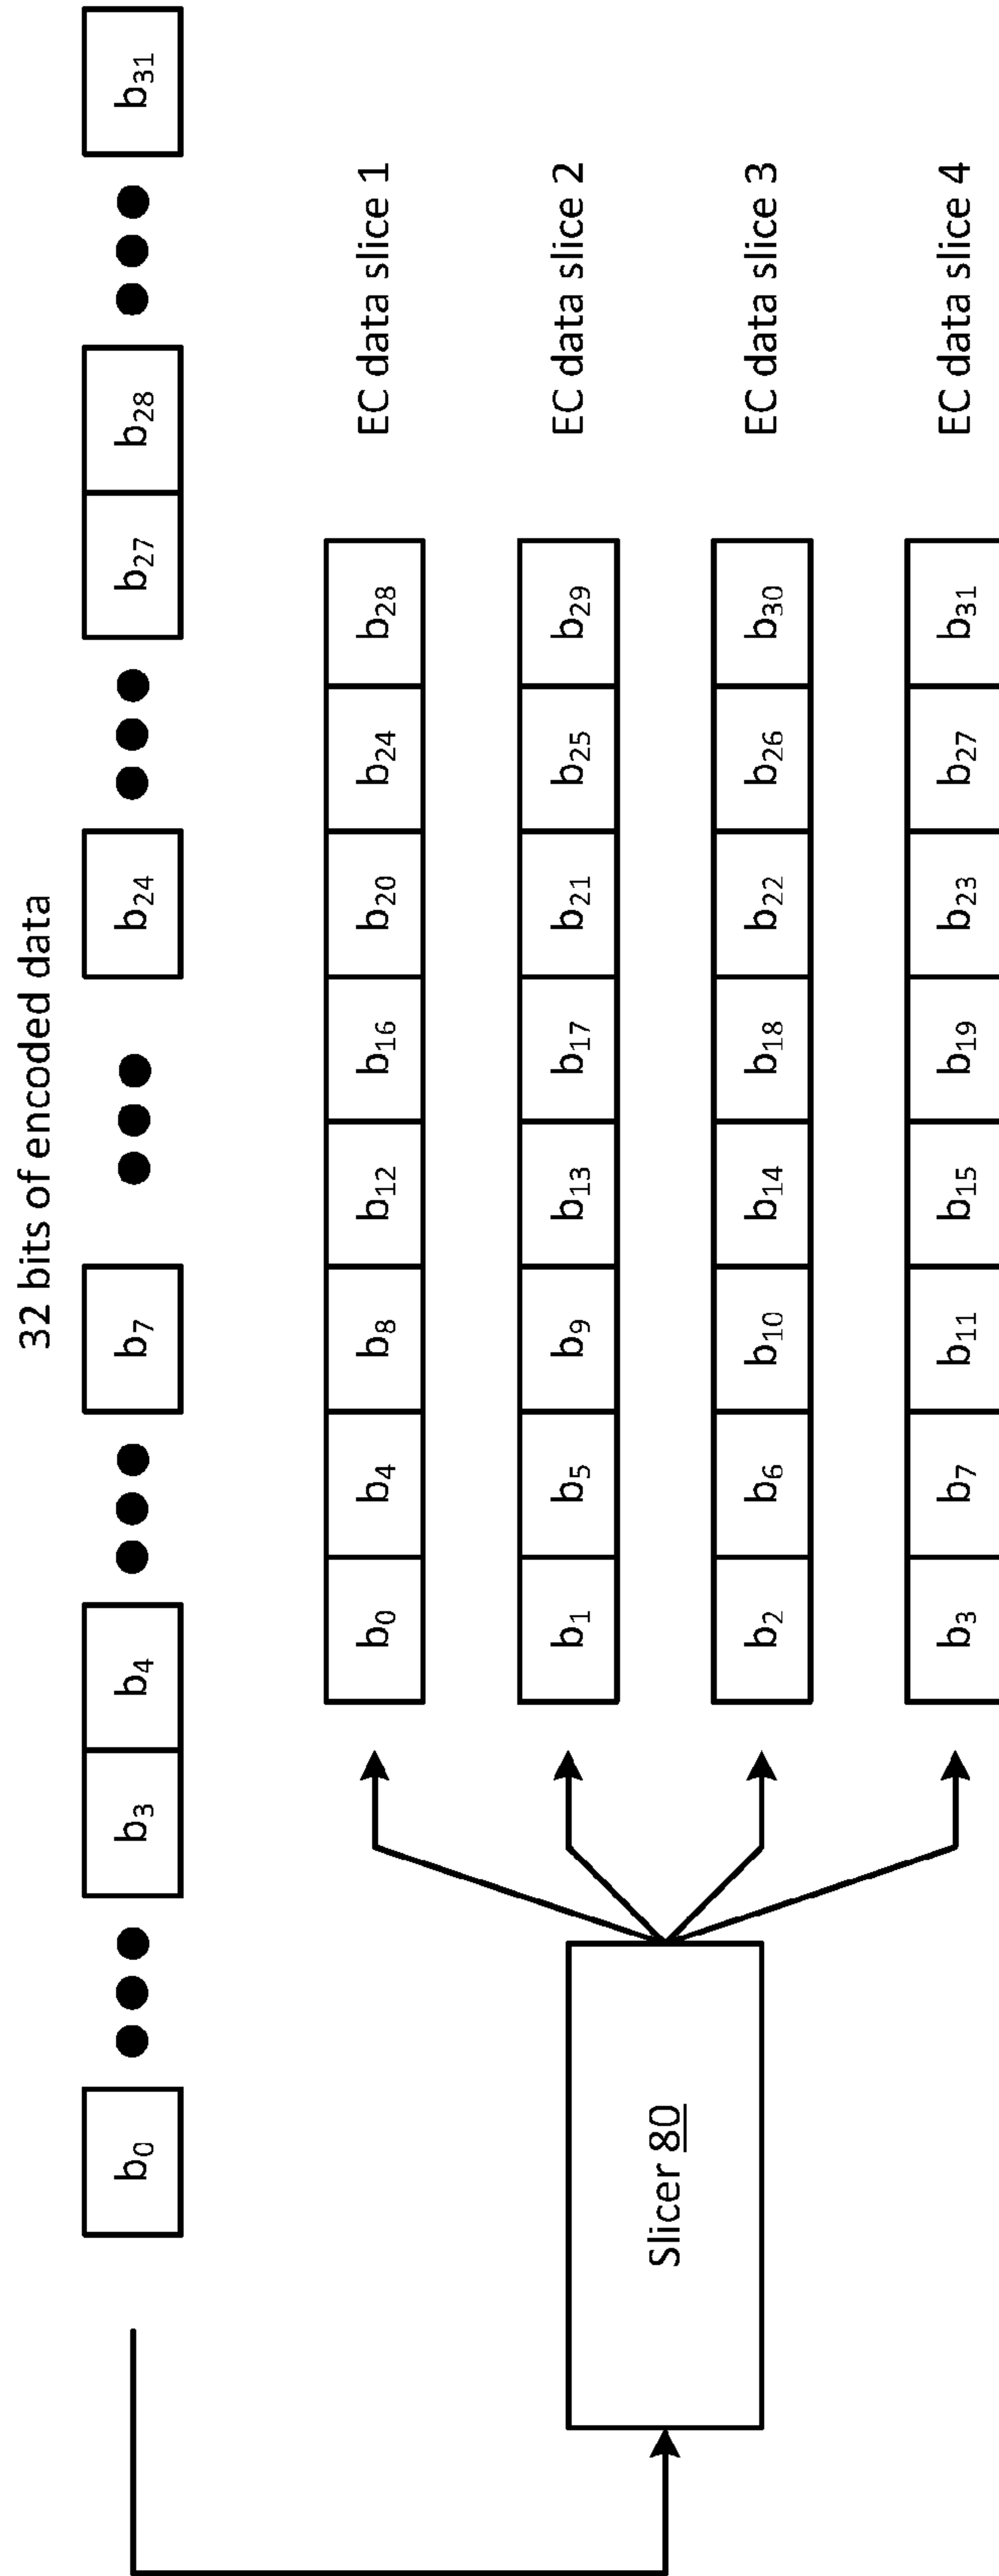 32 bits of encoded data
b0 b3 b4 b7 b24 b27 b28 b31
b0 b4 b8 b12 b16 b20 b24 b28 EC data slice 1
b1 b5 b9 b13 b17 b21 b25 b29 EC data slice 2
Slicer 80
b2 b6 b10 b14 b18 b22 b26 b30 EC data slice 3
b3 b7 b11 b15 b19 b23 b27 b31 EC data slice 4